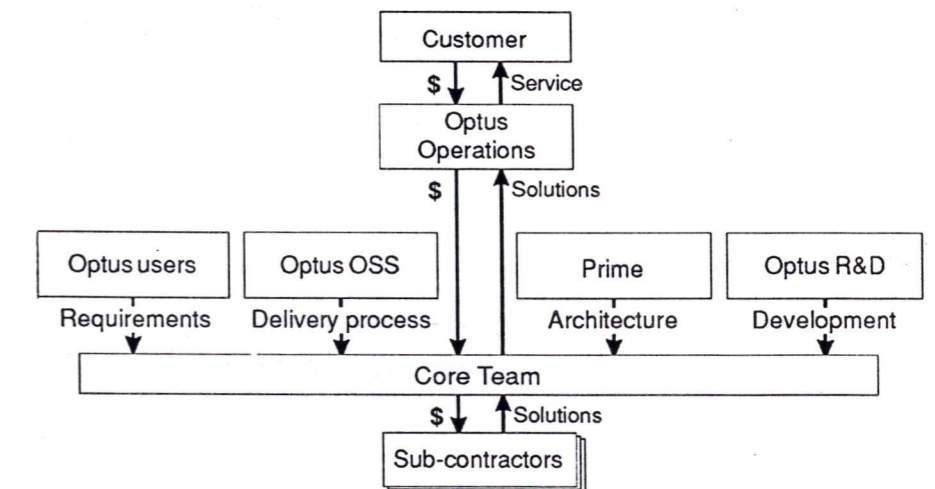 Customer
$ Service
Optus
Operations
$ Solutions
Optus users
Optus OSS
Prime
Optus R&D
Requirements
Delivery process
Architecture
Development
Core Team
$ Solutions
Sub-contractors